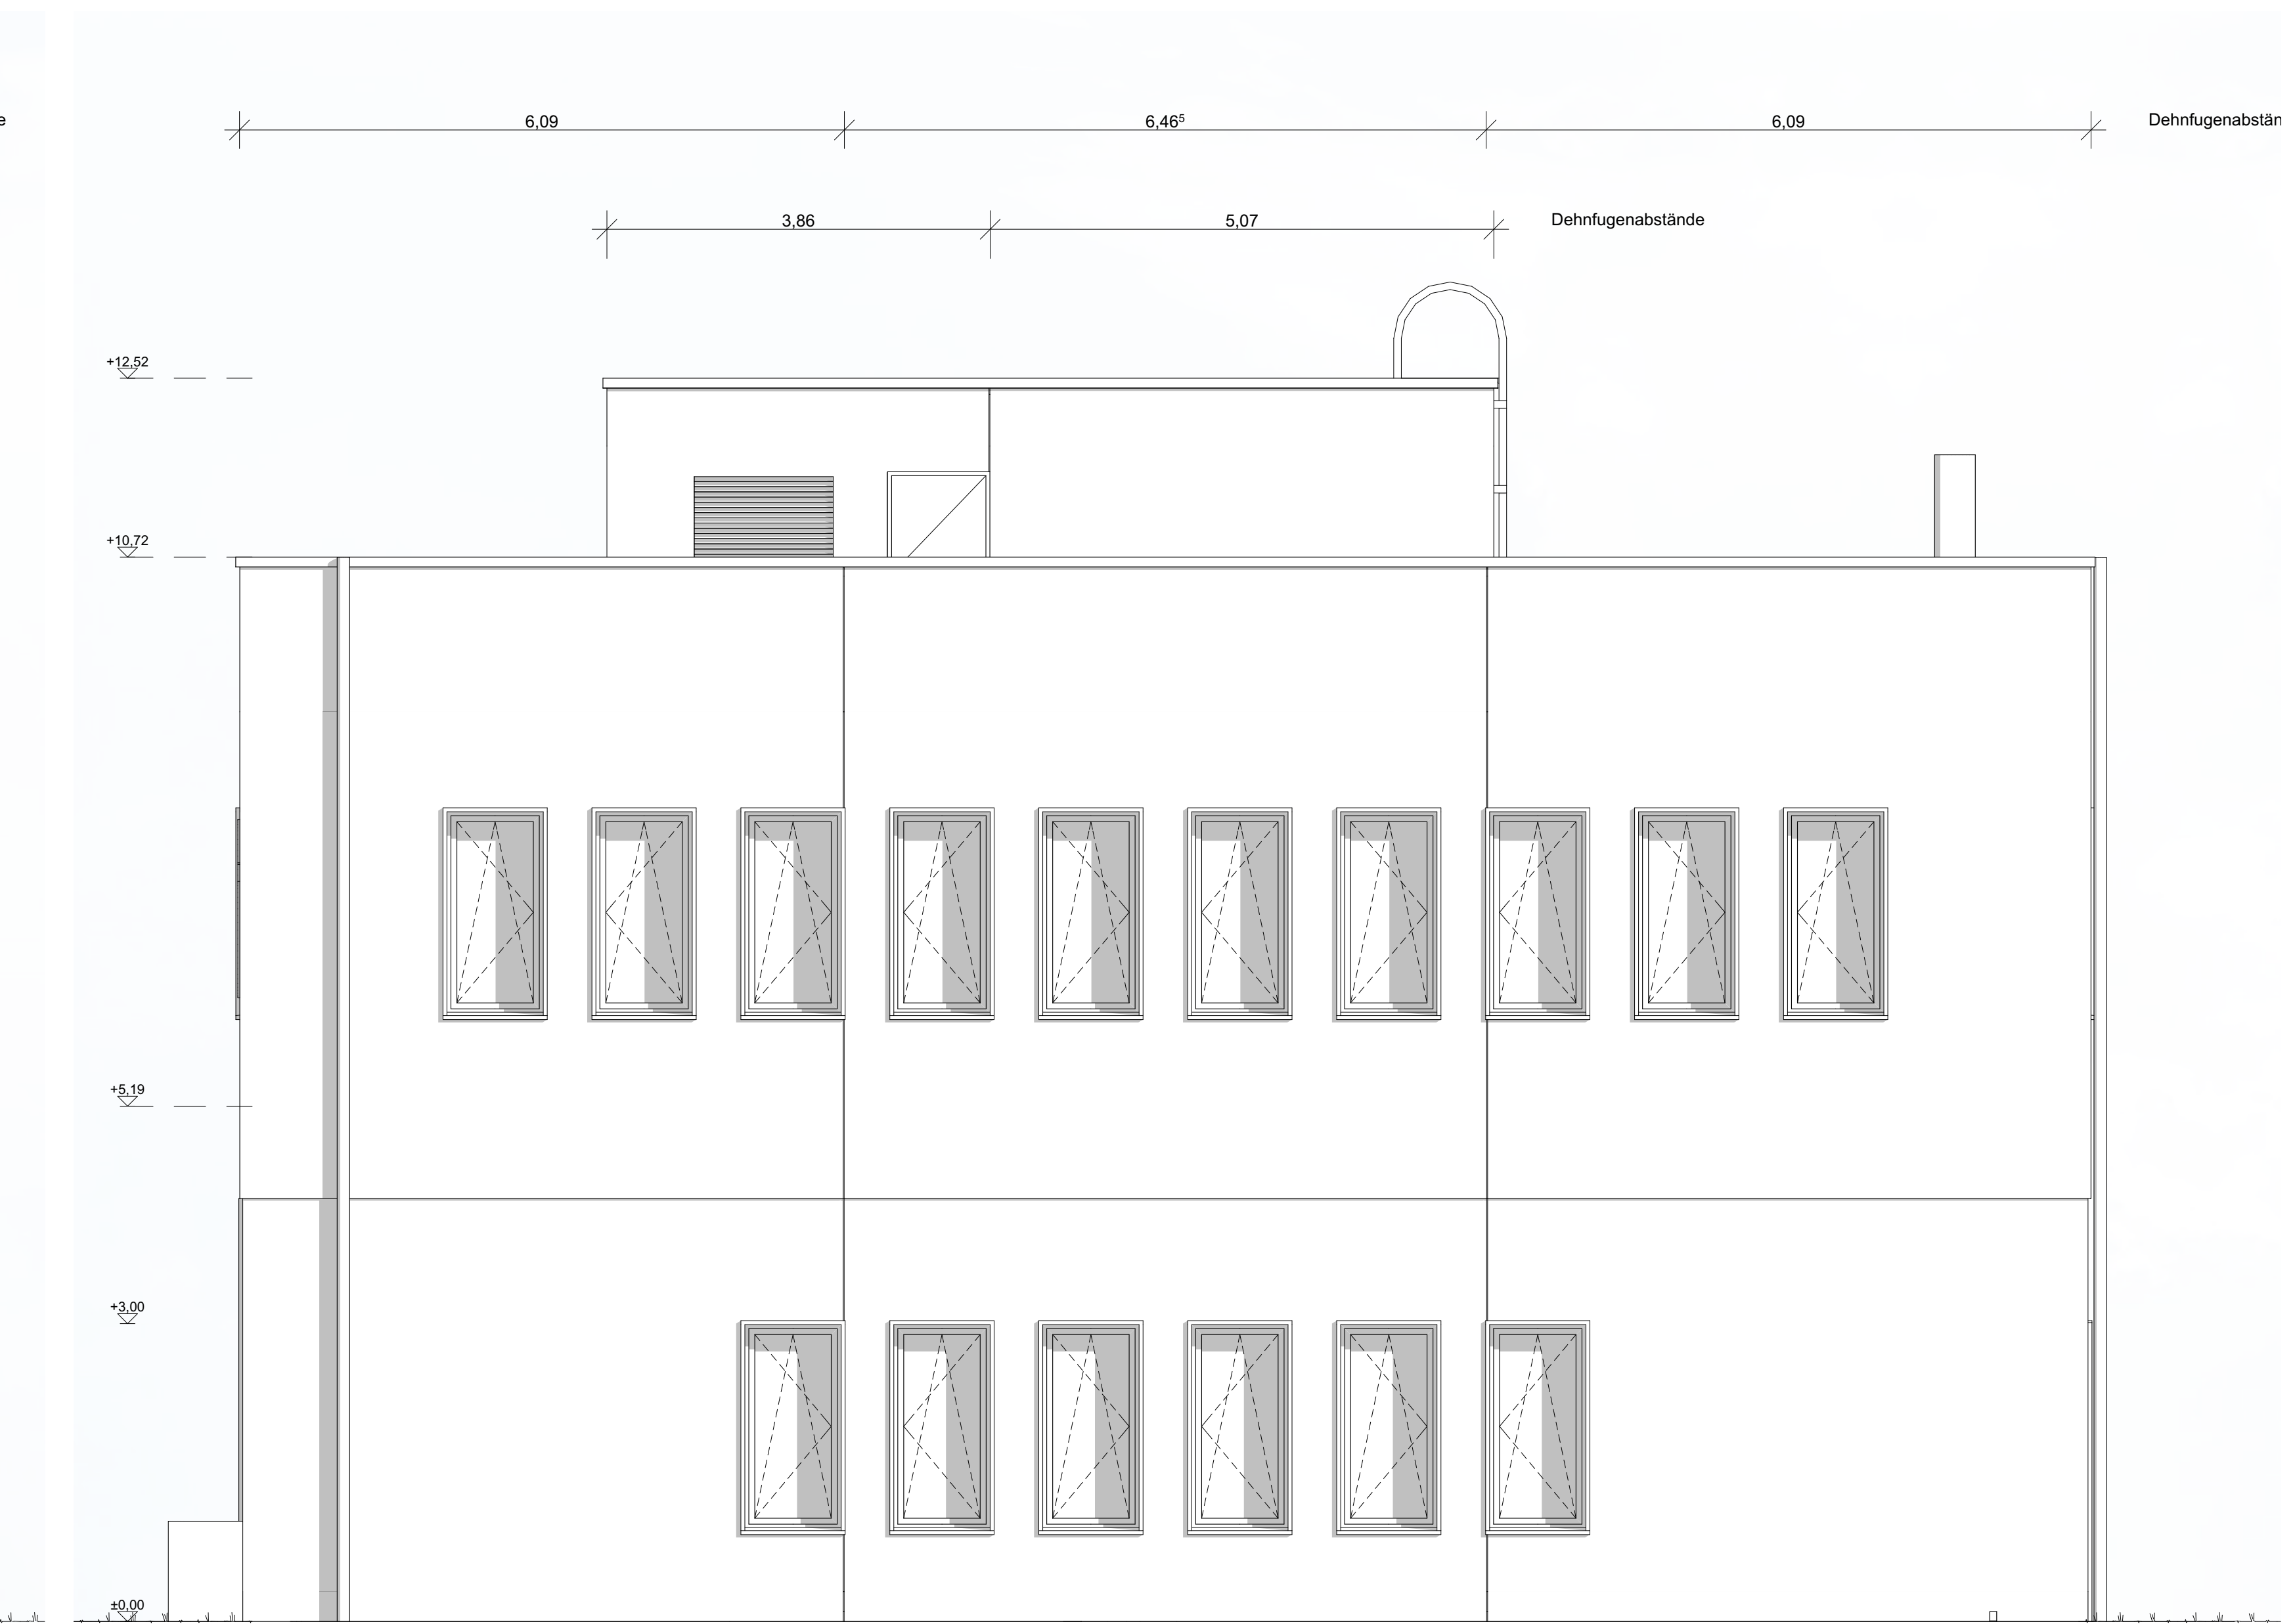 e
6,09 6,46⁵ 6,09 Dehnfugenabstän
3,86 5,07 Dehnfugenabstände
+12,52
+10,72
+5,19
+3,00
±0,00